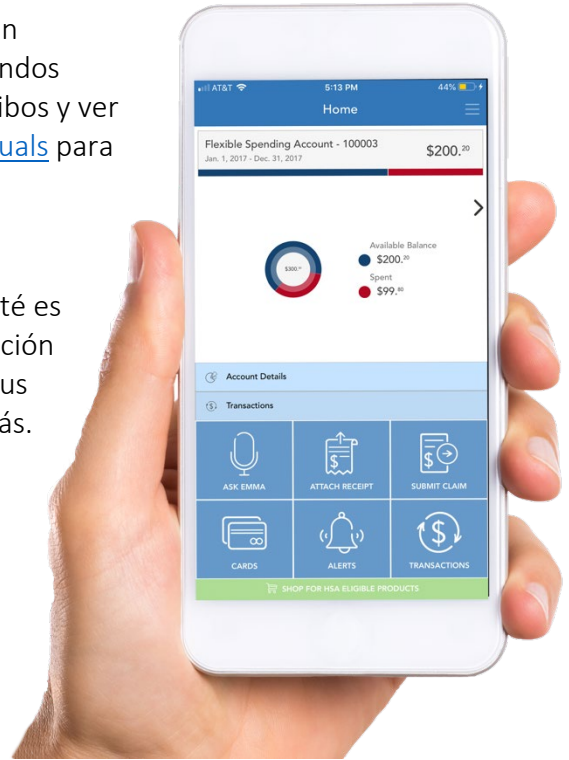 n
ndos
ibos y ver
uals para
té es
ción
us
ás.
AT&T 5:13 PM 44%
Home
Flexible Spending Account - 100003
Jan. 1, 2017 - Dec. 31, 2017
$200.20
$300.00
Available Balance
$200.20
Spent
$99.80
Account Details
Transactions
ASK EMMA
ATTACH RECEIPT
SUBMIT CLAIM
CARDS
ALERTS
TRANSACTIONS
SHOP FOR HSA ELIGIBLE PRODUCTS